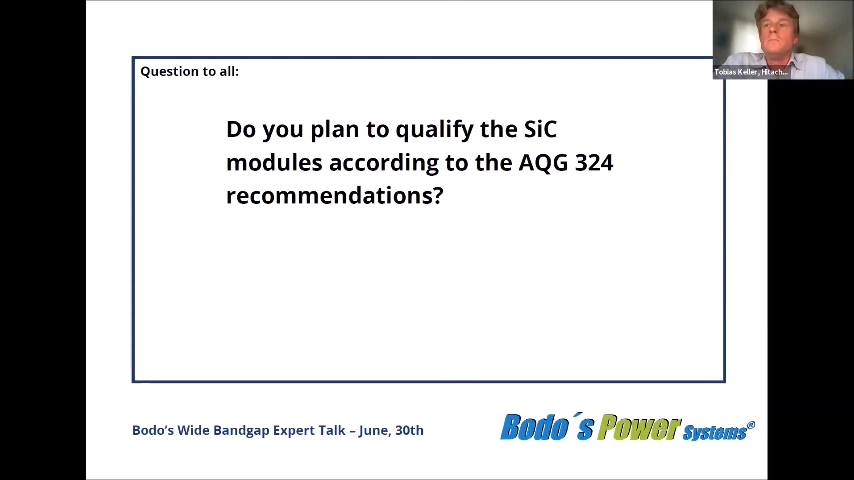 Tobias Keller, Hitach...
Question to all:
Do you plan to qualify the SiC
modules according to the AQG 324
recommendations?
Bodo's Wide Bandgap Expert Talk – June, 30th
Bodo´s Power Systems®